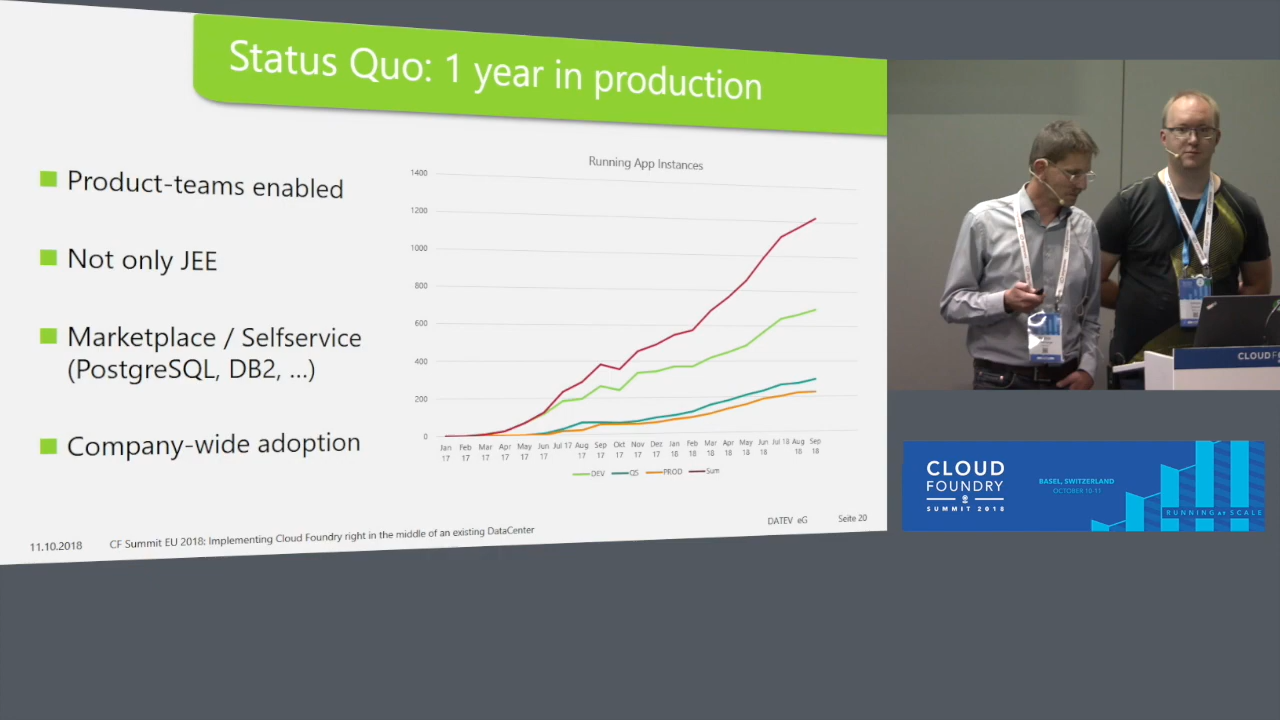 Status Quo: 1 year in production
Product-teams enabled
Not only JEE
Marketplace / Selfservice
(PostgreSQL, DB2, ...)
Company-wide adoption
Running App Instances
1400
1200
1000
800
600
400
200
0
Jan 17 Feb 17 Mar 17 Apr 17 May 17 Jun 17 Jul 17 Aug 17 Sep 17 Oct 17 Nov 17 Dez 17 Jan 18 Feb 18 Mar 18 Apr 18 May 18 Jun 18 Jul 18 Aug 18 Sep 18
DEV QS PROD Sum
11.10.2018 CF Summit EU 2018: Implementing Cloud Foundry right in the middle of an existing DataCenter
DATEV eG Seite 20
CLOUDF
CLOUD
FOUNDRY
SUMMIT 2018
BASEL, SWITZERLAND
OCTOBER 10-11
RUNNING AT SCALE